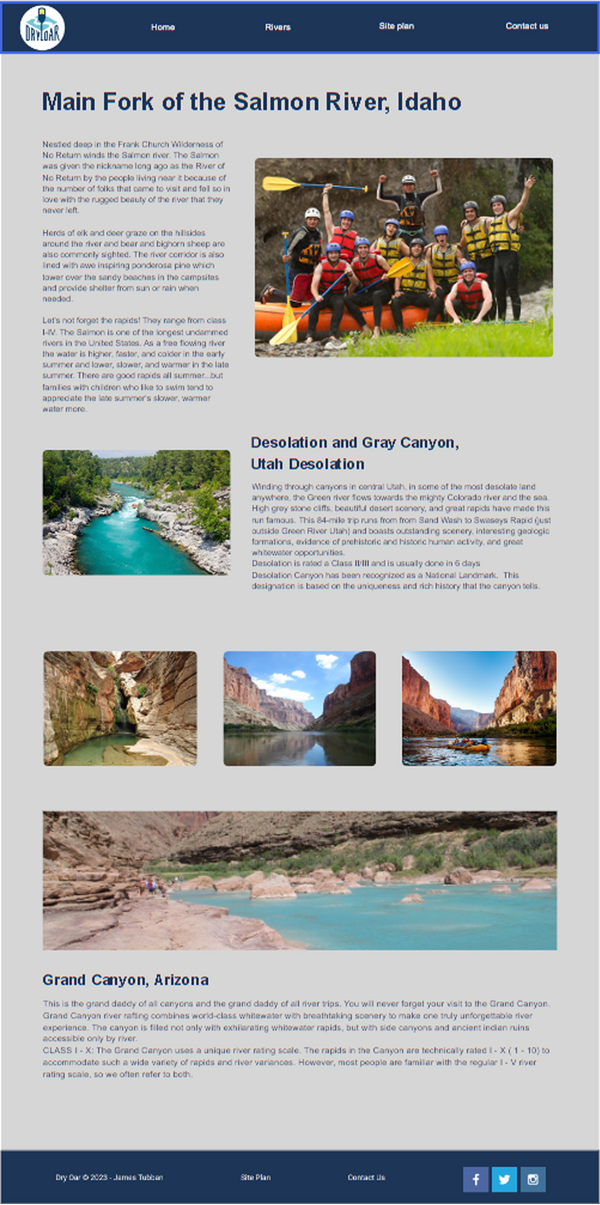 DRY OAR
Home
Rivers
Site plan
Contact us
Main Fork of the Salmon River, Idaho
Nestled deep in the Frank Church Wilderness of
No Return winds the Salmon river. The Salmon
was given the nickname long ago as the River of
No Return by the people living near it because of
the number of folks that came to visit and fell so in
love with the rugged beauty of the river that they
never left.
Herds of elk and deer graze on the hillsides
around the river and bear and bighorn sheep are
also commonly sighted. The river corridor is also
lined with awe inspiring ponderosa pine which
tower over the sandy beaches in the campsites
and provide shelter from sun or rain when
needed.
Let's not forget the rapids! They range from class
I-IV. The Salmon is one of the longest undammed
rivers in the United States. As a free flowing river
the water is higher, faster, and colder in the early
summer and lower, slower, and warmer in the late
summer. There are good rapids all summer...but
families with children who like to swim tend to
appreciate the late summer's slower, warmer
water more.
Desolation and Gray Canyon,
Utah Desolation
Winding through canyons in central Utah, in some of the most desolate land
anywhere, the Green river flows towards the mighty Colorado river and the sea.
High grey stone cliffs, beautiful desert scenery, and great rapids have made this
run famous. This 84-mile trip runs from from Sand Wash to Swaseys Rapid (just
outside Green River Utah) and boasts outstanding scenery, interesting geologic
formations, evidence of prehistoric and historic human activity, and great
whitewater opportunities.
Desolation is rated a Class II/III and is usually done in 6 days
Desolation Canyon has been recognized as a National Landmark. This
designation is based on the uniqueness and rich history that the canyon tells.
Grand Canyon, Arizona
This is the grand daddy of all canyons and the grand daddy of all river trips. You will never forget your visit to the Grand Canyon.
Grand Canyon river rafting combines world-class whitewater with breathtaking scenery to make one truly unforgettable river
experience. The canyon is filled not only with exhilarating whitewater rapids, but with side canyons and ancient indian ruins
accessible only by river.
CLASS I - X: The Grand Canyon uses a unique river rating scale. The rapids in the Canyon are technically rated I - X ( 1 - 10) to
accommodate such a wide variety of rapids and river variances. However, most people are familiar with the regular I - V river
rating scale, so we often refer to both.
Dry Oar © 2023 - James Tubban
Site Plan
Contact Us